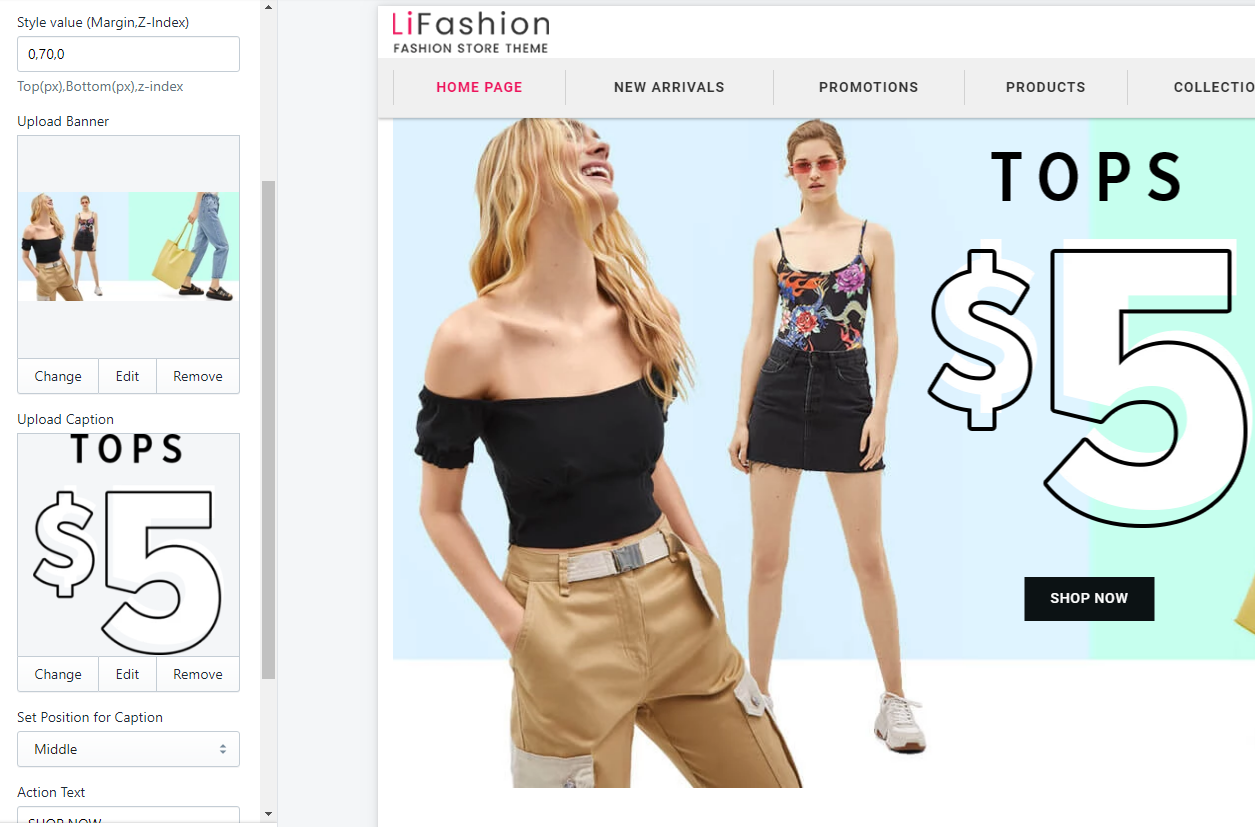 Style value (Margin,Z-Index)
0,70,0
Top(px),Bottom(px),z-index
Upload Banner
Change Edit Remove
Upload Caption
TOPS
$5
Change Edit Remove
Set Position for Caption
Middle
Action Text
SHOP NOW
LiFashion
FASHION STORE THEME
HOME PAGE NEW ARRIVALS PROMOTIONS PRODUCTS COLLECTIO
TOPS
$5
SHOP NOW